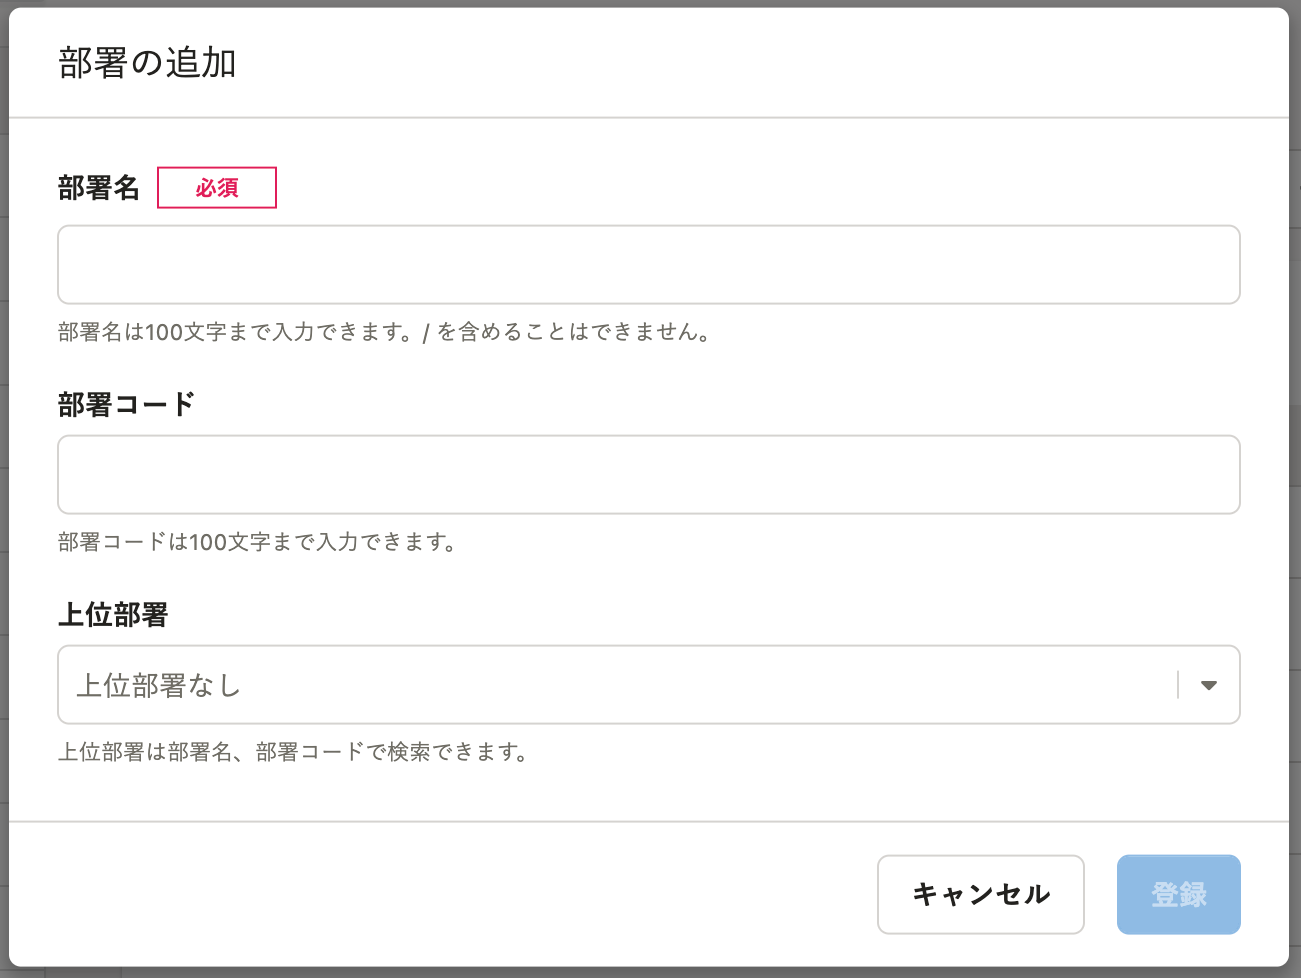 部署の追加
部署名 必須
部署名は100文字まで入力できます。/ を含めることはできません。
部署コード
部署コードは100文字まで入力できます。
上位部署
上位部署なし
上位部署は部署名、部署コードで検索できます。
キャンセル 登録